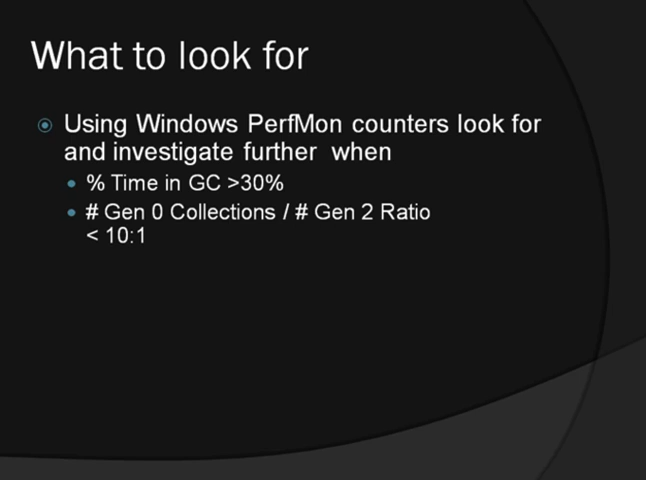 What to look for
Using Windows PerfMon counters look for
and investigate further when
% Time in GC >30%
# Gen 0 Collections / # Gen 2 Ratio
< 10:1